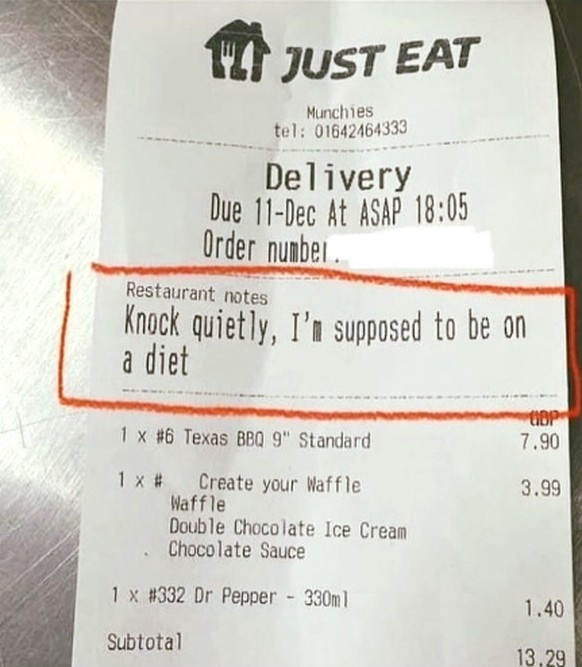 JUST EAT
Munchies
tel: 01642464333
Delivery
Due 11-Dec At ASAP 18:05
Order number.
Restaurant notes
Knock quietly, I'm supposed to be on
a diet
GBP
1 x #6 Texas BBQ 9" Standard 7.90
1 x # Create your Waffle 3.99
Waffle
Double Chocolate Ice Cream
Chocolate Sauce
1 x #332 Dr Pepper - 330ml 1.40
Subtotal 13.29